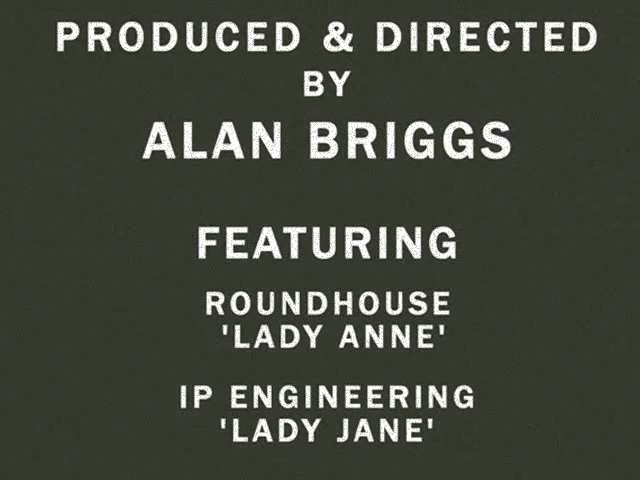 PRODUCED & DIRECTED
BY
ALAN BRIGGS
FEATURING
ROUNDHOUSE
'LADY ANNE'
IP ENGINEERING
'LADY JANE'